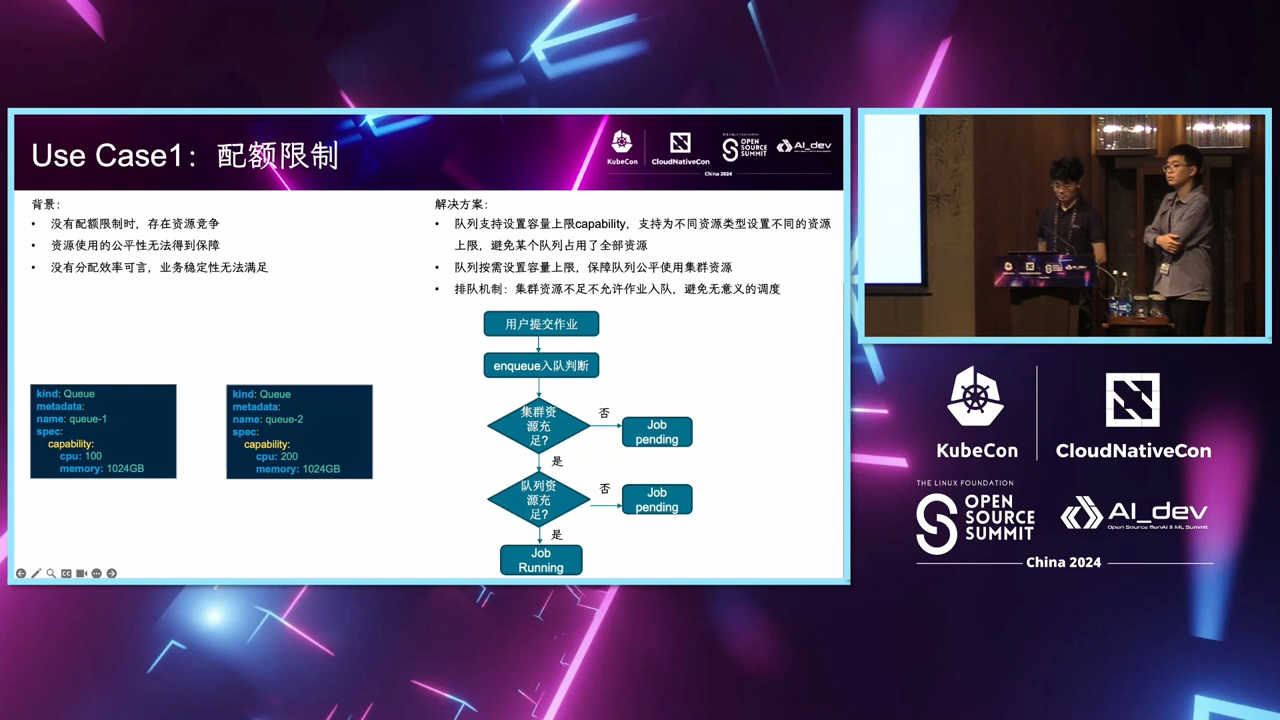 Use Case1：配额限制
KubeCon
CloudNativeCon
THE LINUX FOUNDATION
OPEN
SOURCE
SUMMIT
AI_dev
China 2024
背景：
• 没有配额限制时，存在资源竞争
• 资源使用的公平性无法得到保障
• 没有分配效率可言，业务稳定性无法满足
kind: Queue
metadata:
name: queue-1
spec:
capability:
cpu: 100
memory: 1024GB
kind: Queue
metadata:
name: queue-2
spec:
capability:
cpu: 200
memory: 1024GB
解决方案：
• 队列支持设置容量上限capability，支持为不同资源类型设置不同的资源
上限，避免某个队列占用了全部资源
• 队列按需设置容量上限，保障队列公平使用集群资源
• 排队机制：集群资源不足不允许作业入队，避免无意义的调度
用户提交作业
enqueue入队判断
集群资
源充
足?
否
Job
pending
是
队列资
源充
足?
否
Job
pending
是
Job
Running
KubeCon
CloudNativeCon
THE LINUX FOUNDATION
OPEN
SOURCE
SUMMIT
AI_dev
Open Source GenAI & ML Summit
China 2024